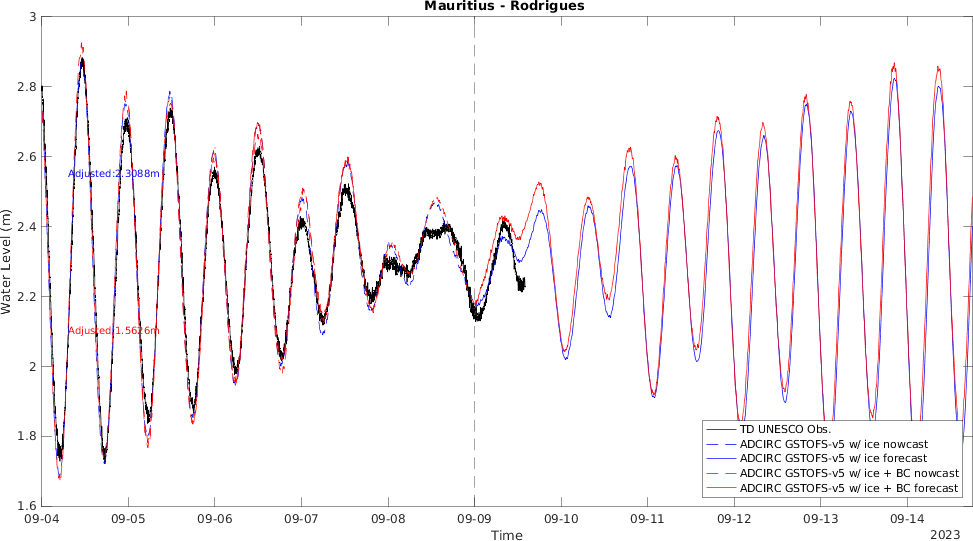 Mauritius - Rodrigues
3
2.8
2.6
2.4
2.2
2
1.8
1.6
Water Level (m)
Adjusted:2.3088m
Adjusted:1.5626m
TD UNESCO Obs.
ADCIRC GSTOFS-v5 w/ ice nowcast
ADCIRC GSTOFS-v5 w/ ice forecast
ADCIRC GSTOFS-v5 w/ ice + BC nowcast
ADCIRC GSTOFS-v5 w/ ice + BC forecast
09-04 09-05 09-06 09-07 09-08 09-09 09-10 09-11 09-12 09-13 09-14
Time
2023